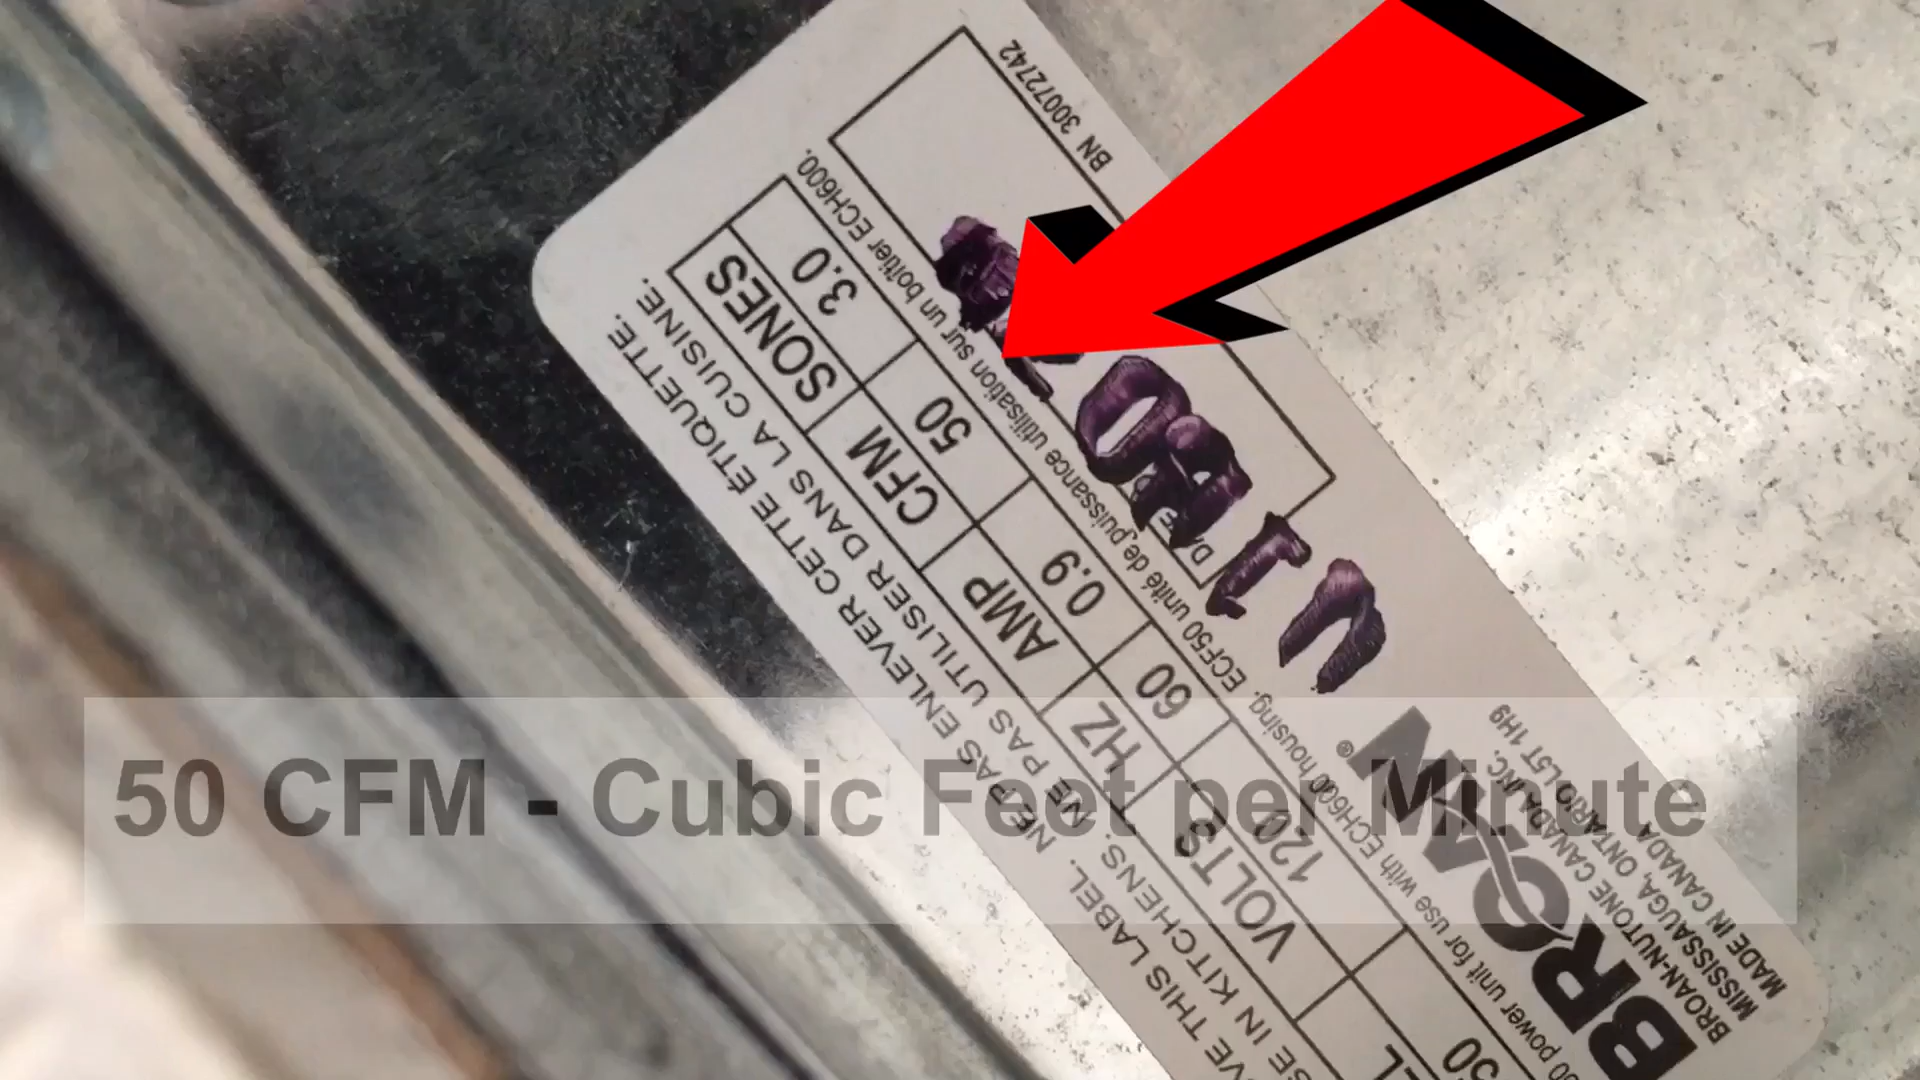 BROAN®
BROAN-NUTONE CANADA INC.
MISSISSAUGA, ONTARIO L5T 1H9
MADE IN CANADA
BN 30072742
power unit for use with ECH600 housing. ECF50 unité de puissance utilisation sur un boîtier ECH600.
VOLTS HZ AMP CFM SONES
120 60 0.9 50 3.0
THIS LABEL. NE PAS ENLEVER CETTE ÉTIQUETTE.
IN KITCHENS. NE PAS UTILISER DANS LA CUISINE.
50 CFM - Cubic Feet per Minute